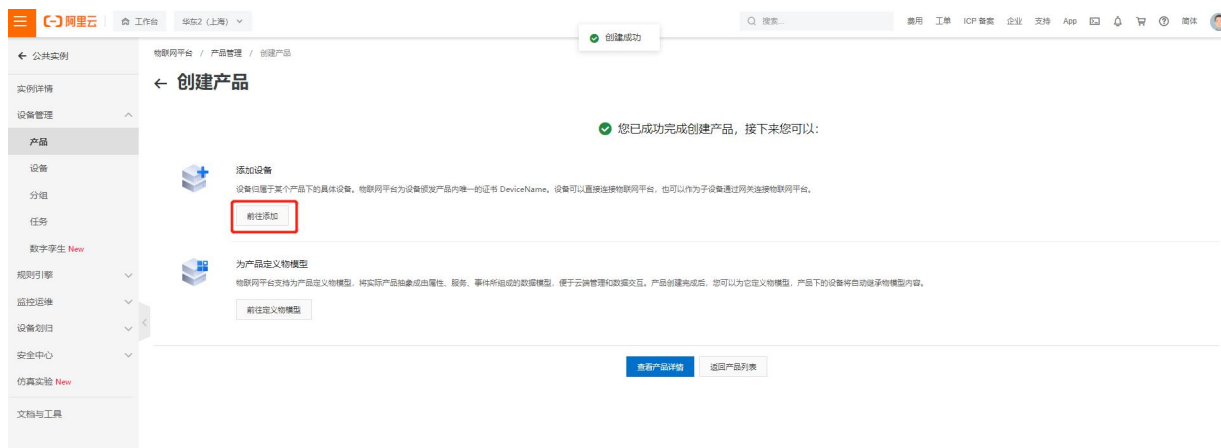 阿里云
工作台
华东2（上海）
搜索...
费用 工单 ICP 备案 企业 支持 App 简体
创建成功
公共实例
物联网平台 / 产品管理 / 创建产品
创建产品
实例详情
设备管理
产品
设备
分组
任务
数字孪生 New
规则引擎
监控运维
设备划归
安全中心
仿真实验 New
文档与工具
您已成功完成创建产品，接下来您可以：
添加设备
设备归属于某个产品下的具体设备。物联网平台为设备颁发产品内唯一的证书 DeviceName。设备可以直接连接物联网平台，也可以作为子设备通过网关连接物联网平台。
前往添加
为产品定义物模型
物联网平台支持为产品定义物模型，将实际产品抽象成由属性、服务、事件所组成的数据模型，便于云端管理和数据交互。产品创建完成后，您可以为它定义物模型，产品下的设备将自动继承物模型内容。
前往定义物模型
查看产品详情 返回产品列表